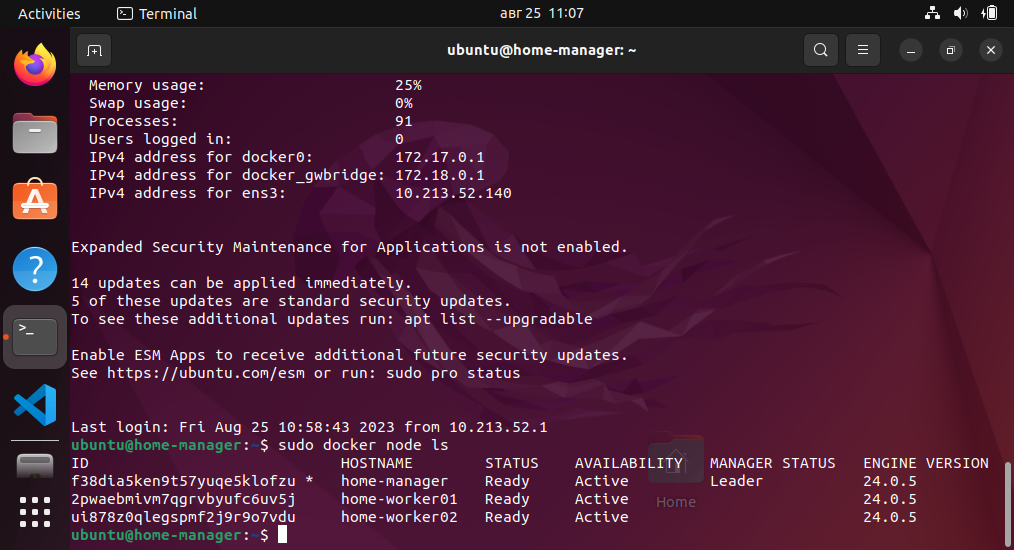 Activities Terminal авг 25 11:07
ubuntu@home-manager: ~
Memory usage: 25%
Swap usage: 0%
Processes: 91
Users logged in: 0
IPv4 address for docker0: 172.17.0.1
IPv4 address for docker_gwbridge: 172.18.0.1
IPv4 address for ens3: 10.213.52.140
Expanded Security Maintenance for Applications is not enabled.
14 updates can be applied immediately.
5 of these updates are standard security updates.
To see these additional updates run: apt list --upgradable
Enable ESM Apps to receive additional future security updates.
See https://ubuntu.com/esm or run: sudo pro status
Last login: Fri Aug 25 10:58:43 2023 from 10.213.52.1
ubuntu@home-manager:~$ sudo docker node ls
ID HOSTNAME STATUS AVAILABILITY MANAGER STATUS ENGINE VERSION
f38dia5ken9t57yuqe5klofzu * home-manager Ready Active Leader 24.0.5
2pwaebmivm7qgrvbyufc6uv5j home-worker01 Ready Active 24.0.5
ui878z0qlegspmf2j9r9o7vdu home-worker02 Ready Active 24.0.5
Home
ubuntu@home-manager:~$